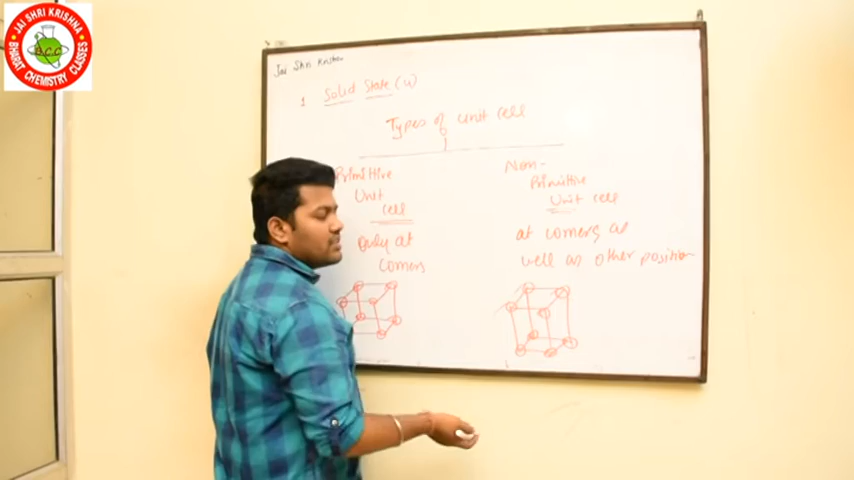 JAI SHRI KRISHNA
B.C.C
BHARAT CHEMISTRY CLASSES
Jai Shri Krishna
1 Solid State (4)
Types of unit cell
Primitive
Unit
cell
only at
corners
Non-
Primitive
Unit cell
at corners as
well as other position